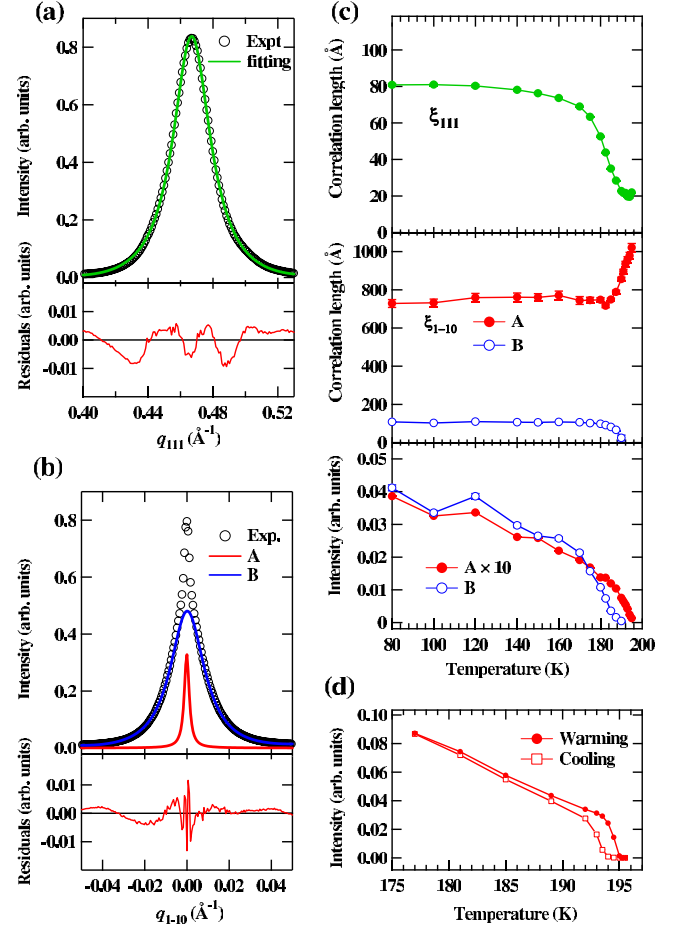 (a)
Intensity (arb. units)
0.8
0.6
0.4
0.2
0.0
Expt
fitting
Residuals (arb. units)
0.01
0.00
-0.01
0.40
0.44
0.48
0.52
q111 (Å-1)
(b)
Intensity (arb. units)
0.8
0.6
0.4
0.2
0.0
Exp.
A
B
Residuals (arb. units)
0.01
0.00
-0.01
-0.04
0.00
0.04
q1-10 (Å-1)
(c)
Correlation length (Å)
100
80
60
40
20
0
ξ111
Correlation length (Å)
1000
800
600
400
200
0
ξ1–10
A
B
Intensity (arb. units)
0.05
0.04
0.03
0.02
0.01
0
A × 10
B
80
100
120
140
160
180
200
Temperature (K)
(d)
Intensity (arb. units)
0.10
0.08
0.06
0.04
0.02
0.00
Warming
Cooling
175
180
185
190
195
Temperature (K)